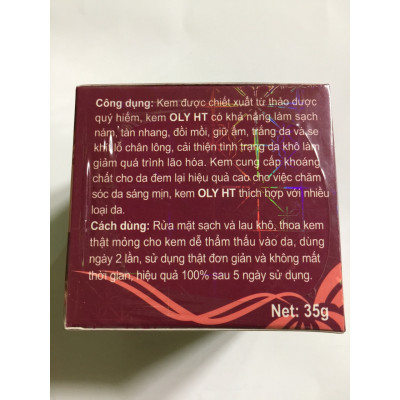 Công dụng: Kem được chiết xuất từ thảo dược
quý hiếm, kem OLY HT có khả năng làm sạch
nám, tàn nhang, đồi mồi, giữ ẩm, trắng da và se
khít lỗ chân lông, cải thiện tình trạng da khô làm
giảm quá trình lão hóa. Kem cung cấp khoáng
chất cho da đem lại hiệu quả cao cho việc chăm
sóc da sáng mịn, kem OLY HT thích hợp với nhiều
loại da.
Cách dùng: Rửa mặt sạch và lau khô, thoa kem
thật mỏng cho kem dễ thẩm thấu vào da, dùng
ngày 2 lần, sử dụng thật đơn giản và không mất
thời gian, hiệu quả 100% sau 5 ngày sử dụng.
Net: 35g